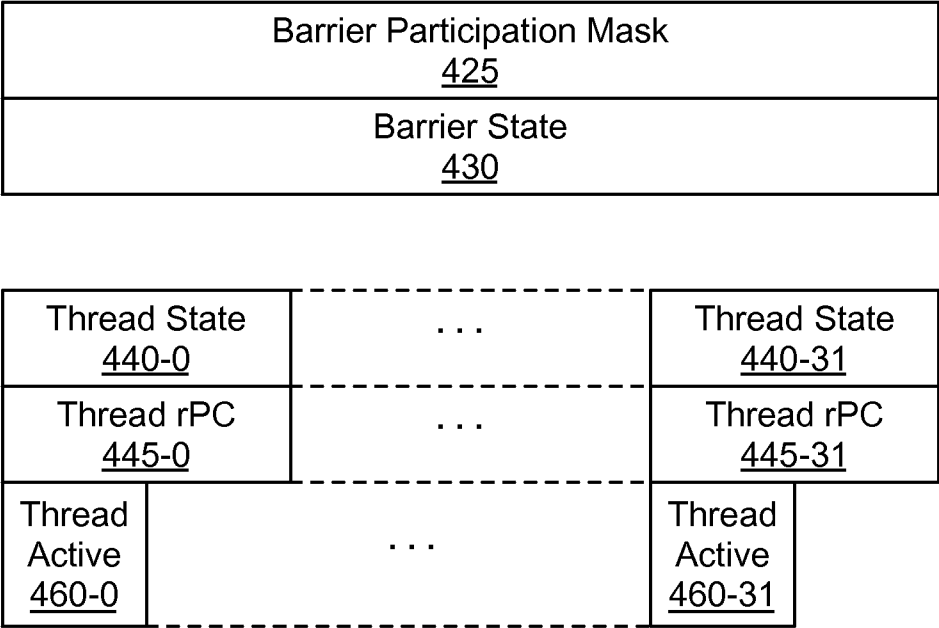 Barrier Participation Mask
425
Barrier State
430
Thread State
440-0
...
Thread State
440-31
Thread rPC
445-0
...
Thread rPC
445-31
Thread
Active
460-0
...
Thread
Active
460-31